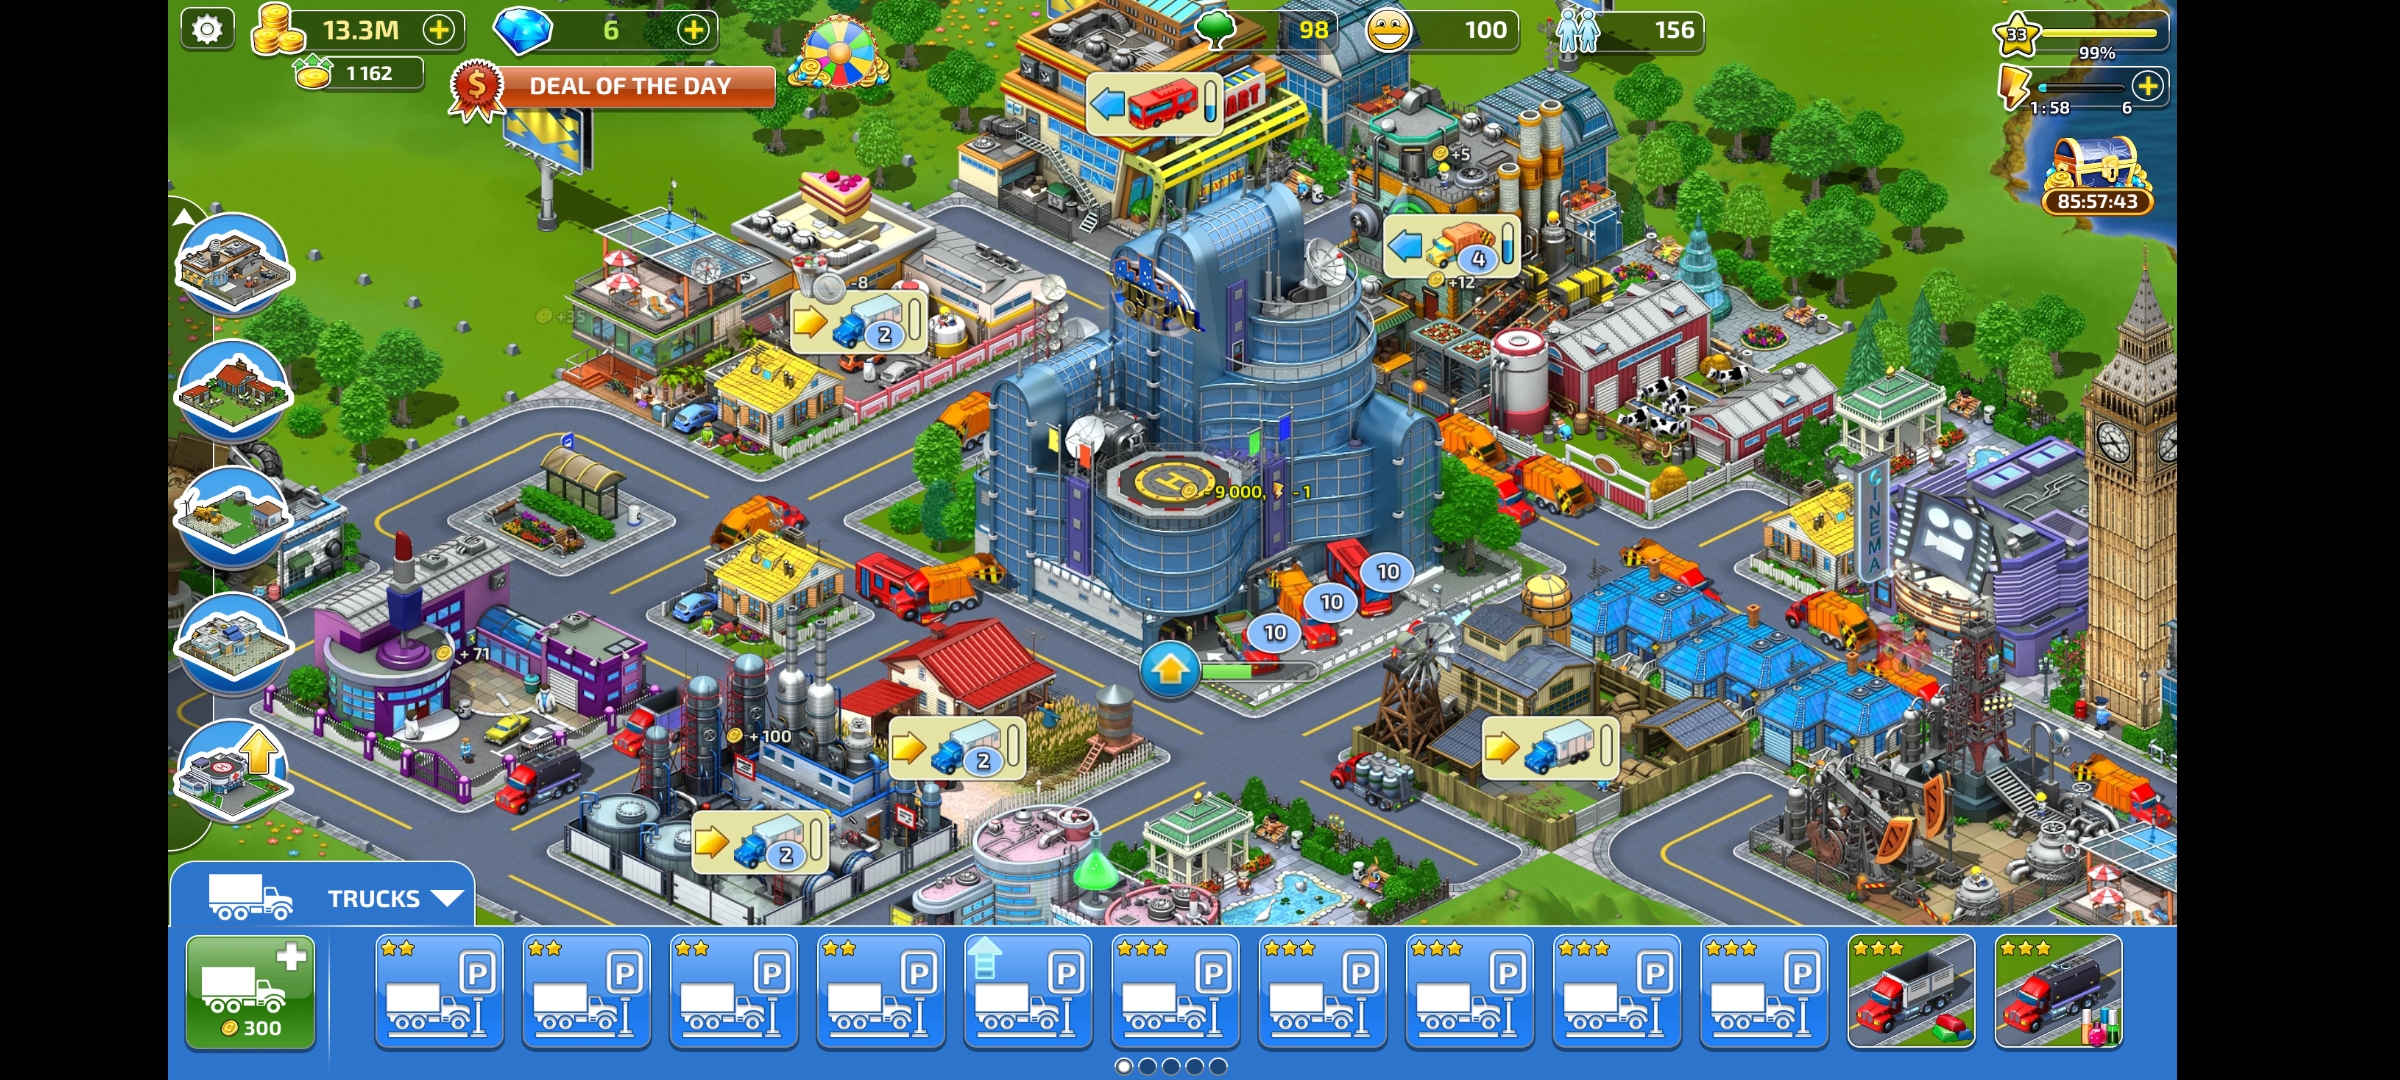 13.3M
6
98
100
156
33
99%
1 162
DEAL OF THE DAY
1:58
6
85:57:43
ART
+5
4
+12
-8
2
+35
- 9 000, - 1
CINEMA
10
10
10
+ 71
+ 100
2
2
TRUCKS
300
P
P
P
P
P
P
P
P
P
P